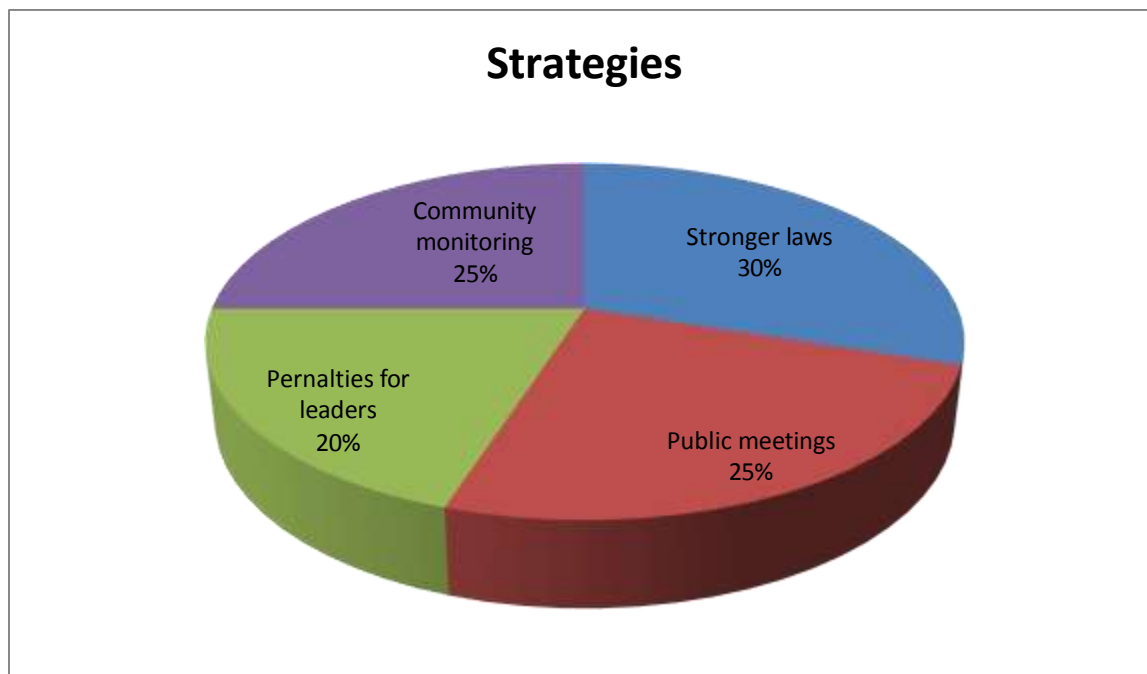 Strategies
Community
monitoring
25%
Stronger laws
30%
Pernalties for
leaders
20%
Public meetings
25%